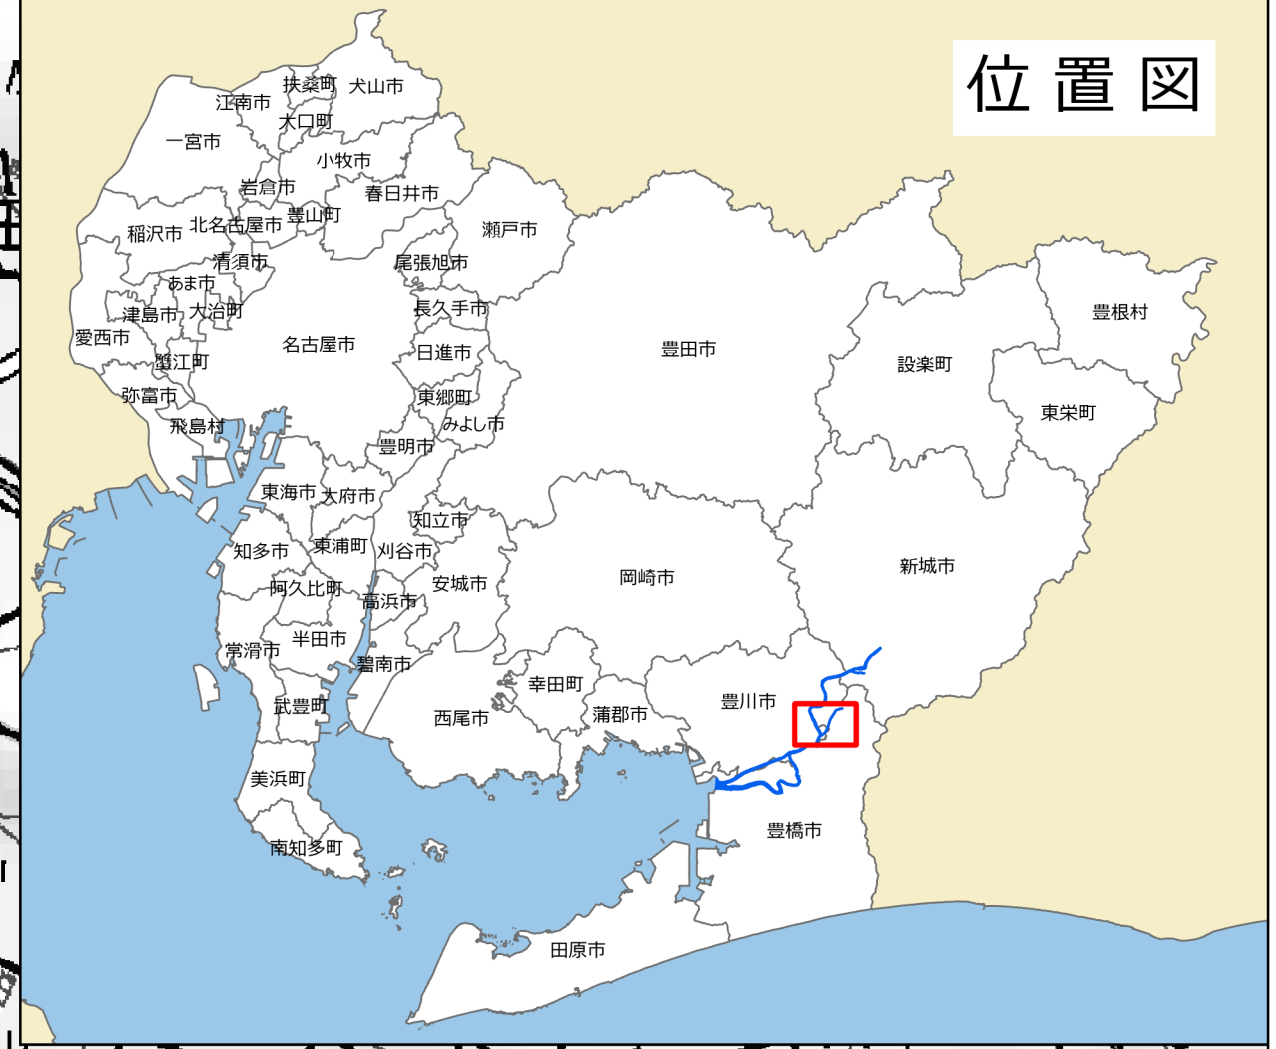 位置図
扶桑町
犬山市
江南市
大口町
一宮市
小牧市
岩倉市
春日井市
豊山町
北名古屋市
稲沢市
瀬戸市
清須市
尾張旭市
あま市
長久手市
大治町
津島市
豊根村
愛西市
名古屋市
豊田市
日進市
蟹江町
設楽町
弥富市
東郷町
東栄町
みよし市
飛島村
豊明市
東海市
大府市
知立市
東浦町
知多市
刈谷市
新城市
岡崎市
安城市
阿久比町
高浜市
半田市
常滑市
碧南市
幸田町
豊川市
武豊町
蒲郡市
西尾市
美浜町
豊橋市
南知多町
田原市